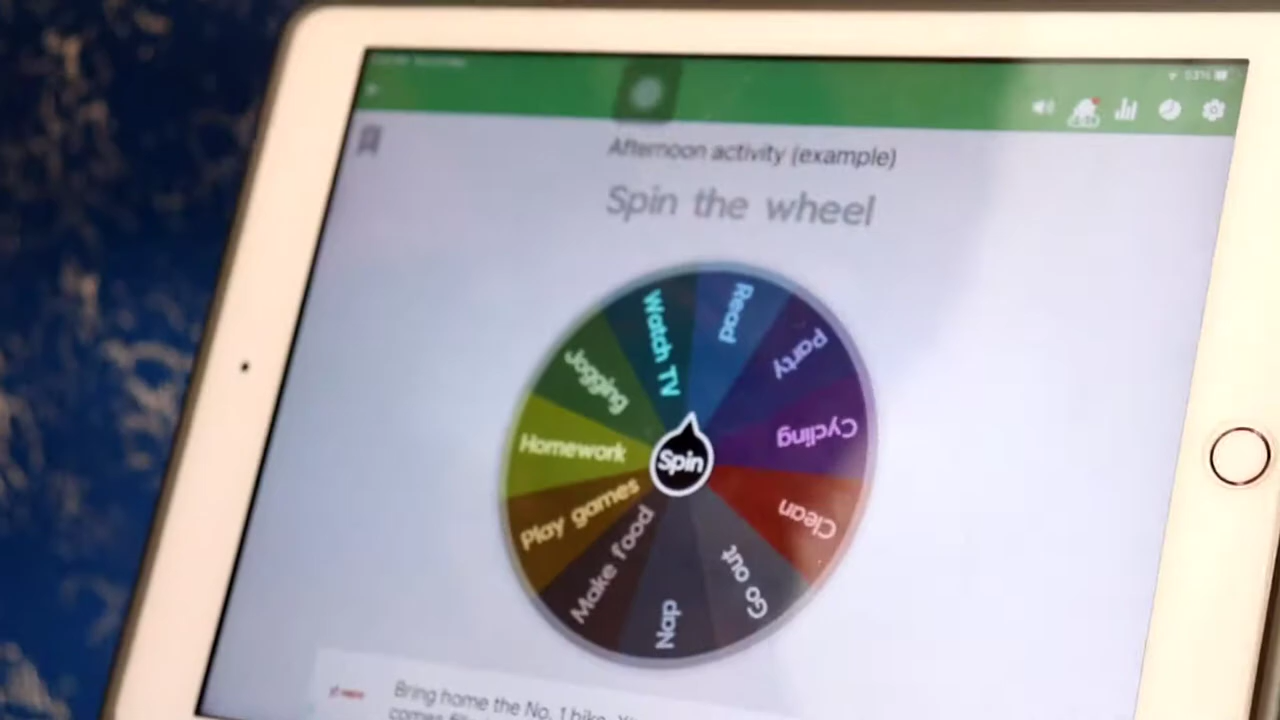 53%
Afternoon activity (example)
Spin the wheel
Read
Party
Cycling
Clean
Go out
Nap
Make food
Play games
Homework
Jogging
Watch TV
Spin
Bring home the No. 1 bike.